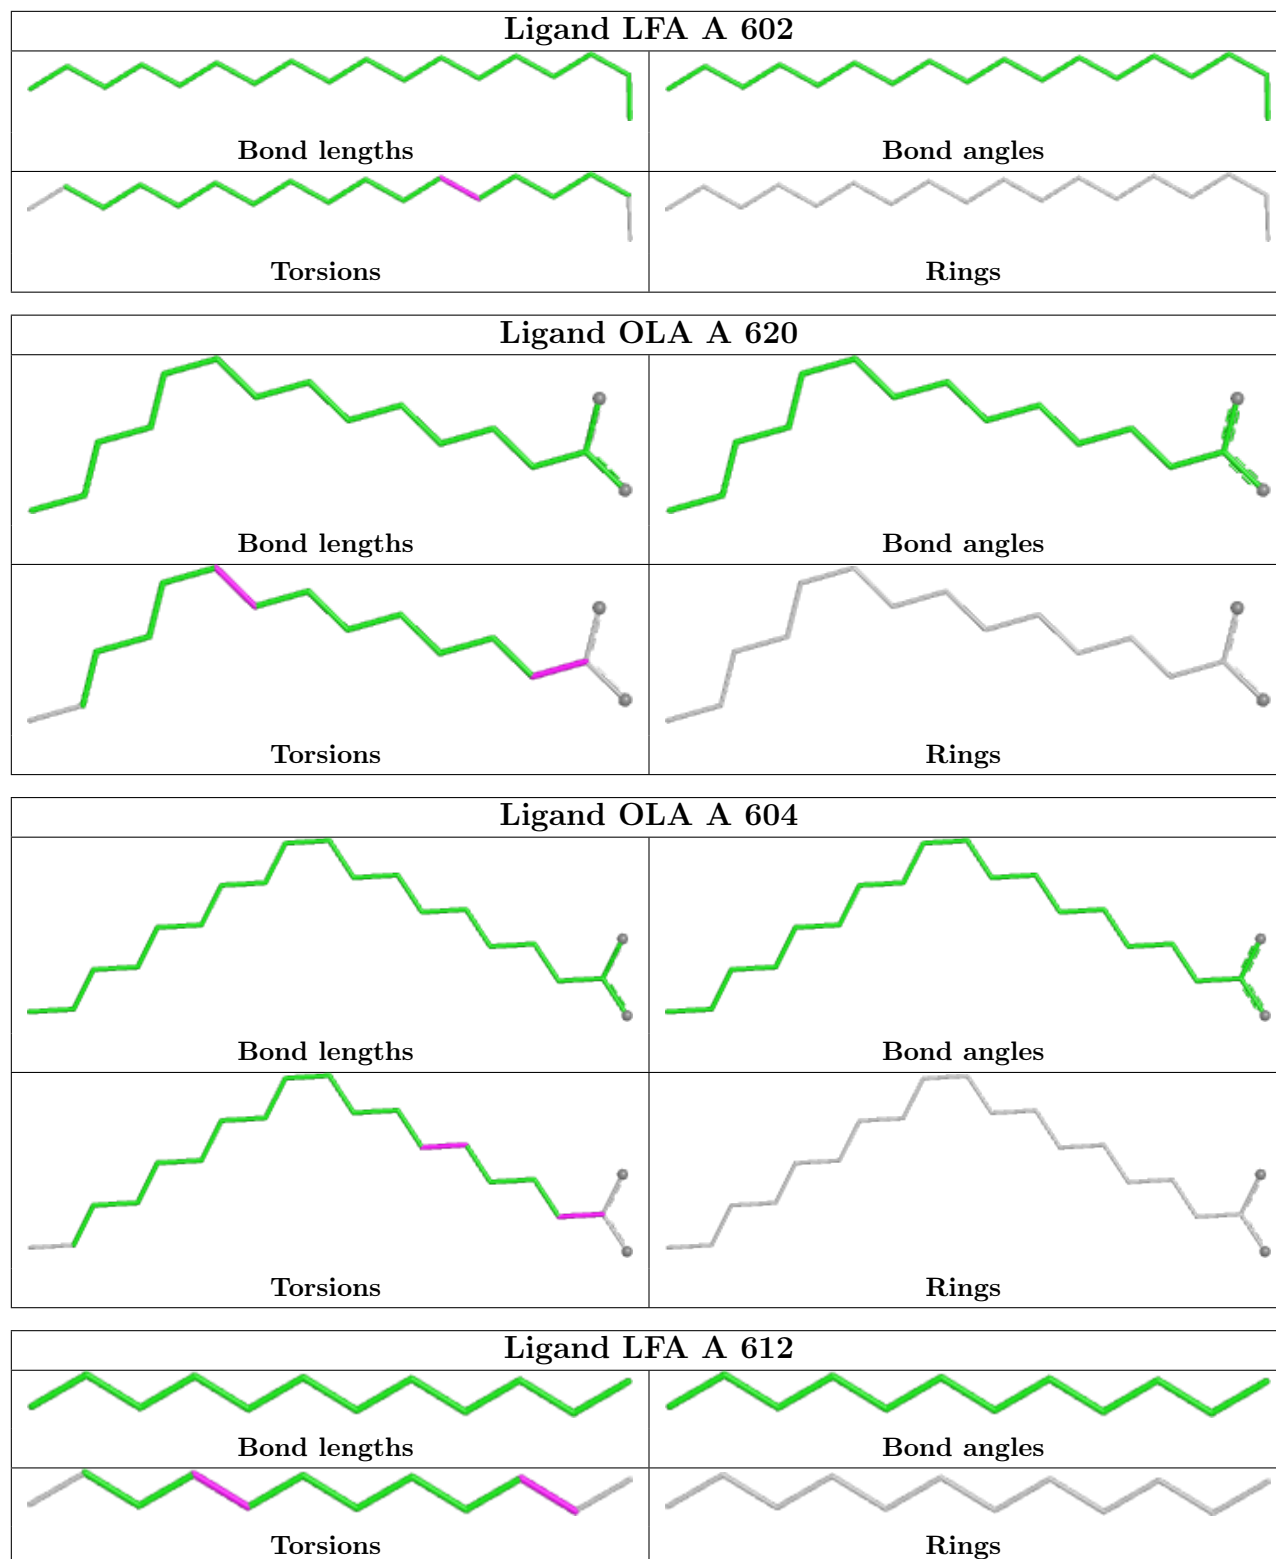 Ligand LFA A 602
Bond lengths Bond angles
Torsions Rings
Ligand OLA A 620
Bond lengths Bond angles
Torsions Rings
Ligand OLA A 604
Bond lengths Bond angles
Torsions Rings
Ligand LFA A 612
Bond lengths Bond angles
Torsions Rings